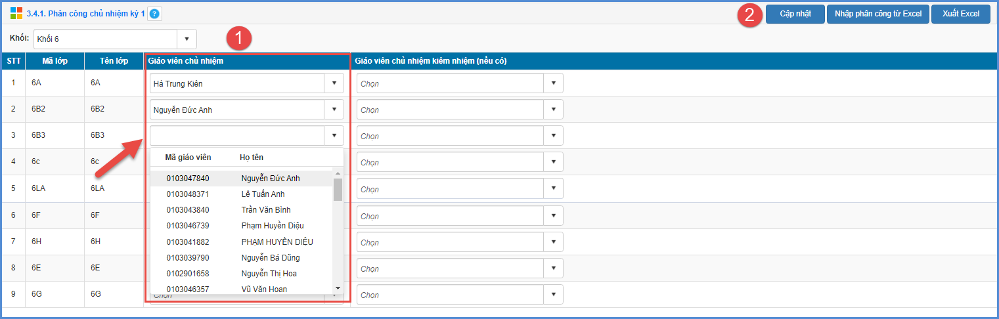 3.4.1. Phân công chủ nhiệm kỳ 1 ? 2 Cập nhật Nhập phân công từ Excel Xuất Excel
Khối: Khối 6 1
STT Mã lớp Tên lớp Giáo viên chủ nhiệm Giáo viên chủ nhiệm kiêm nhiệm (nếu có)
1 6A 6A Hà Trung Kiên Chọn
2 6B2 6B2 Nguyễn Đức Anh Chọn
3 6B3 6B3 Chọn
Mã giáo viên Họ tên
4 6c 6c Chọn
0103047840 Nguyễn Đức Anh
5 6LA 6LA Chọn
0103048371 Lê Tuấn Anh
0103043840 Trần Văn Bình
6 6F 6F Chọn
0103046739 Phạm Huyền Diệu
7 6H 6H Chọn
0103041882 PHẠM HUYỀN DIỆU
0103039790 Nguyễn Bá Dũng
8 6E 6E Chọn
0102901658 Nguyễn Thị Hoa
0103046357 Vũ Văn Hoan
9 6G 6G Chọn Chọn